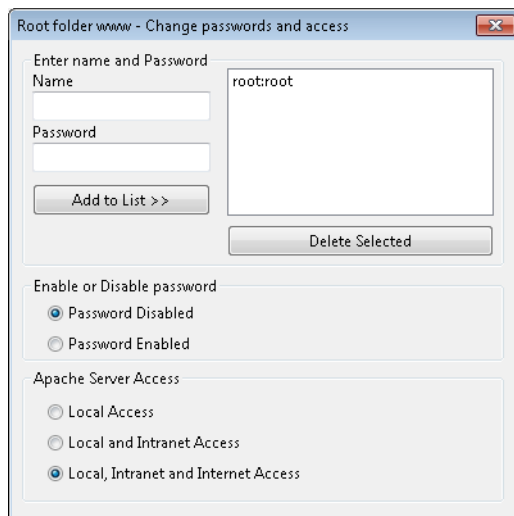 Root folder www - Change passwords and access
Enter name and Password
Name
root:root
Password
Add to List >>
Delete Selected
Enable or Disable password
Password Disabled
Password Enabled
Apache Server Access
Local Access
Local and Intranet Access
Local, Intranet and Internet Access